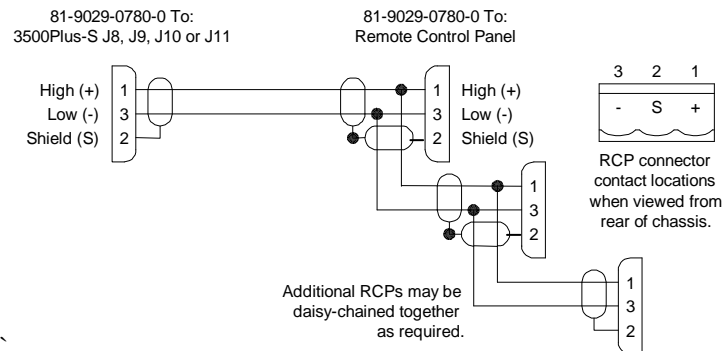 81-9029-0780-0 To:
3500Plus-S J8, J9, J10 or J11
81-9029-0780-0 To:
Remote Control Panel
High (+)
Low (-)
Shield (S)
1
3
2
1
3
2
High (+)
Low (-)
Shield (S)
3 2 1
- S +
RCP connector
contact locations
when viewed from
rear of chassis.
1
3
2
Additional RCPs may be
daisy-chained together
as required.
1
3
2
`